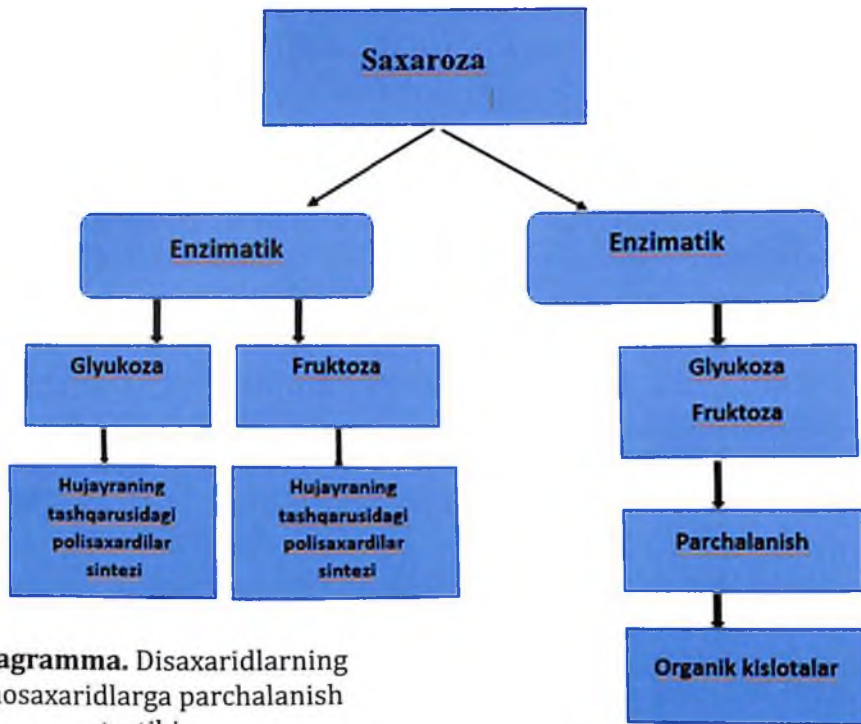 Saxaroza
Enzimatik
Enzimatik
Glyukoza
Fruktoza
Glyukoza
Fruktoza
Hujayraning
tashqarusidagi
polisaxardilar
sintezi
Hujayraning
tashqarusidagi
polisaxardilar
sintezi
Parchalanish
Organik kislotalar
agramma. Disaxaridlarning
osaxaridlarga parchalanish